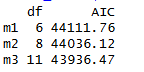 df AIC
m1 6 44111.76
m2 8 44036.12
m3 11 43936.47